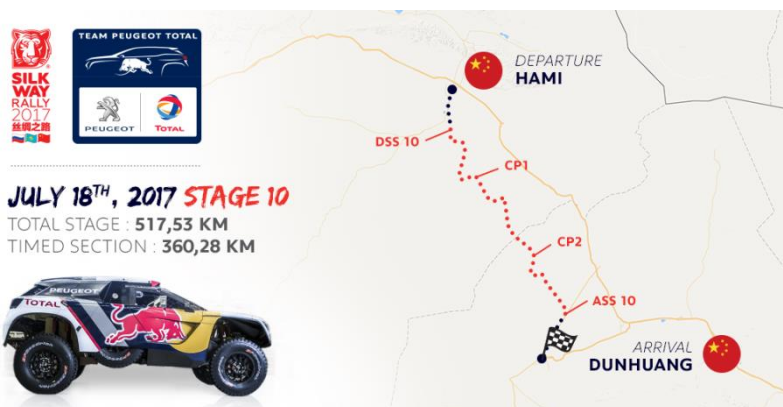 SILK
WAY
RALLY
2017
丝绸之路
TEAM PEUGEOT TOTAL
PEUGEOT
TOTAL
JULY 18TH, 2017 STAGE 10
TOTAL STAGE : 517,53 KM
TIMED SECTION : 360,28 KM
PEUGEOT
TOTAL
Red Bull
DEPARTURE
HAMI
DSS 10
CP1
CP2
ASS 10
ARRIVAL
DUNHUANG